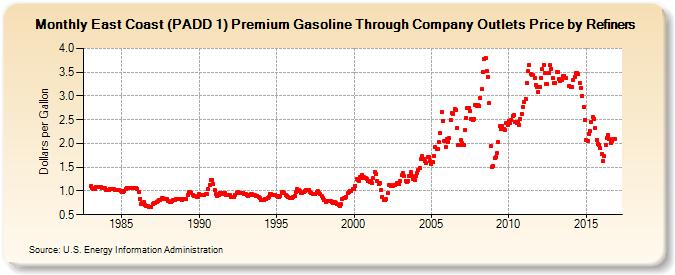 Monthly East Coast (PADD 1) Premium Gasoline Through Company Outlets Price by Refiners
Dollars per Gallon
4.0
3.5
3.0
2.5
2.0
1.5
1.0
0.5
1985 1990 1995 2000 2005 2010 2015
Source: U.S. Energy Information Administration